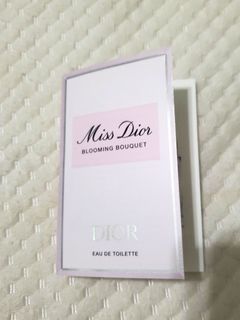 Miss Dior
BLOOMING BOUQUET
DIOR
EAU DE TOILETTE